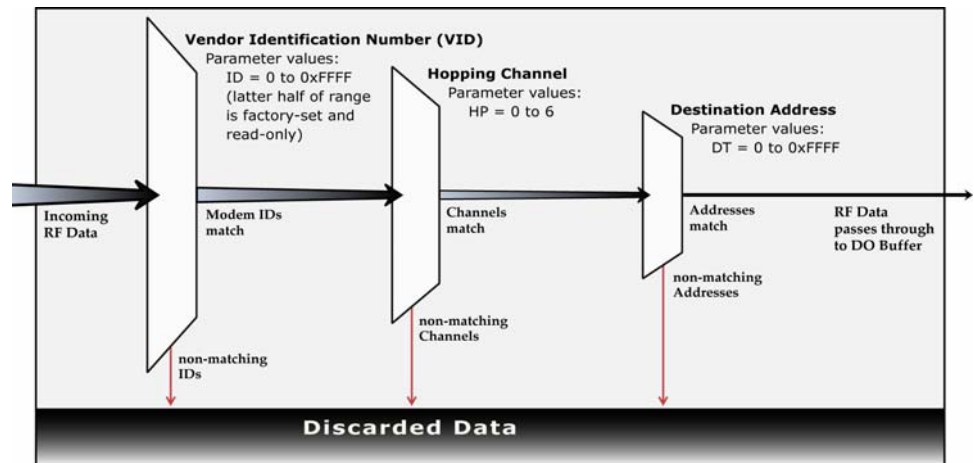 Vendor Identification Number (VID)
Parameter values:
ID = 0 to 0xFFFF
(latter half of range
is factory-set and
read-only)
Hopping Channel
Parameter values:
HP = 0 to 6
Destination Address
Parameter values:
DT = 0 to 0xFFFF
Incoming
RF Data
Modem IDs
match
Channels
match
Addresses
match
RF Data
passes through
to DO Buffer
non-matching
IDs
non-matching
Channels
non-matching
Addresses
Discarded Data